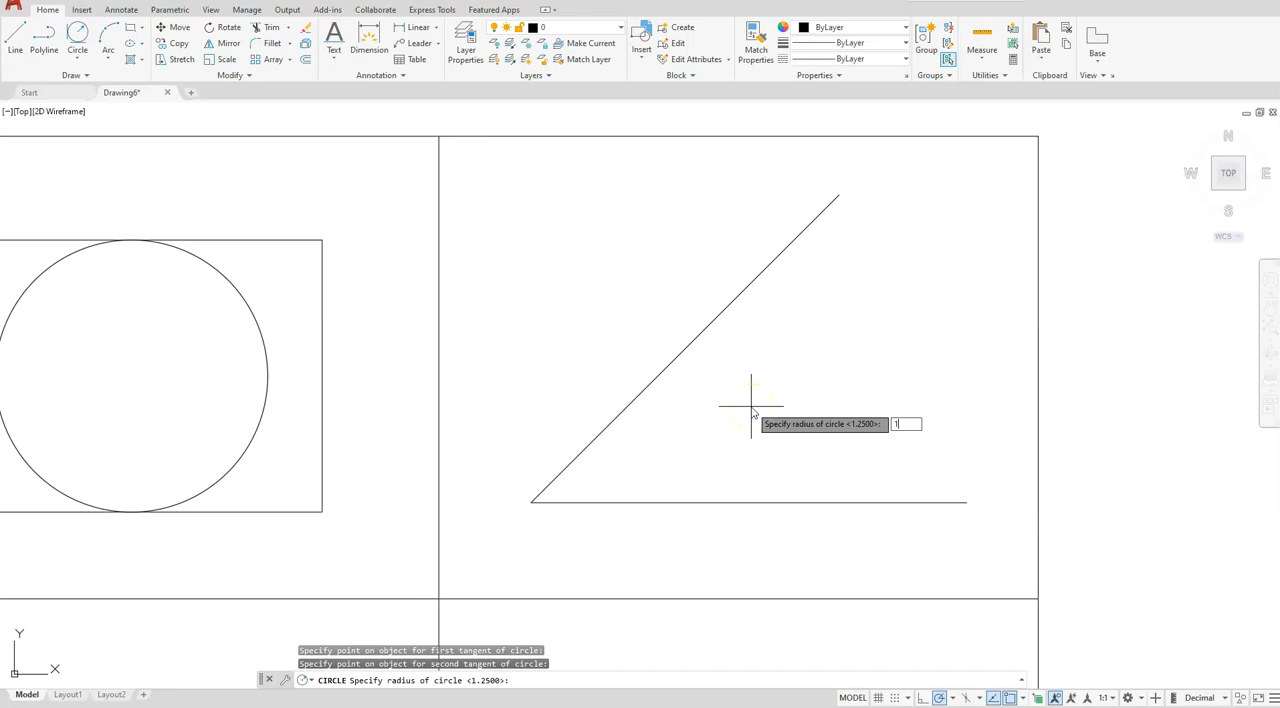 Home Insert Annotate Parametric View Manage Output Add-ins Collaborate Express Tools Featured Apps
Line Polyline Circle Arc Move Rotate Trim Text Dimension Linear Layer Properties 0 Insert Create Match Properties ByLayer Group Measure Paste Base
Copy Mirror Fillet Leader Make Current Edit ByLayer
Stretch Scale Array Table Match Layer Edit Attributes ByLayer
Draw Modify Annotation Layers Block Properties Groups Utilities Clipboard View
Start Drawing6*
[−][Top][2D Wireframe]
N
W TOP E
S
WCS
Specify radius of circle <1.2500>: 1
Y
X
Specify point on object for first tangent of circle:
Specify point on object for second tangent of circle:
CIRCLE Specify radius of circle <1.2500>:
Model Layout1 Layout2 MODEL 1:1 Decimal